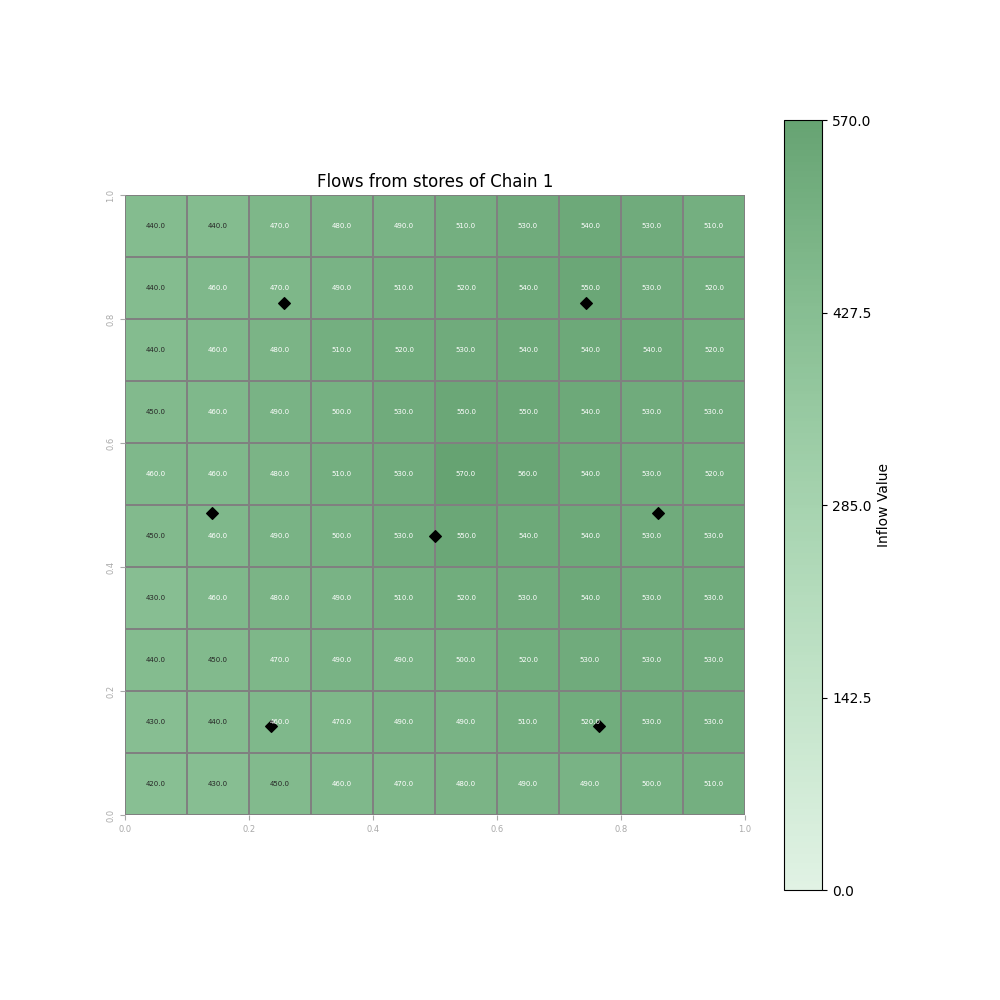 Flows from stores of Chain 1
1.0
440.0 440.0 470.0 480.0 490.0 510.0 530.0 540.0 530.0 510.0
440.0 460.0 470.0 490.0 510.0 520.0 540.0 550.0 530.0 520.0
0.8
440.0 460.0 480.0 510.0 520.0 530.0 540.0 540.0 540.0 520.0
450.0 460.0 490.0 500.0 530.0 550.0 550.0 540.0 530.0 530.0
0.6
460.0 460.0 480.0 510.0 530.0 570.0 560.0 540.0 530.0 520.0
450.0 460.0 490.0 500.0 530.0 550.0 540.0 540.0 530.0 530.0
0.4
430.0 460.0 480.0 490.0 510.0 520.0 530.0 540.0 530.0 530.0
440.0 450.0 470.0 490.0 490.0 500.0 520.0 530.0 530.0 530.0
0.2
430.0 440.0 460.0 470.0 490.0 490.0 510.0 520.0 530.0 530.0
420.0 430.0 450.0 460.0 470.0 480.0 490.0 490.0 500.0 510.0
0.0
0.0 0.2 0.4 0.6 0.8 1.0
570.0
427.5
285.0
142.5
0.0
Inflow Value